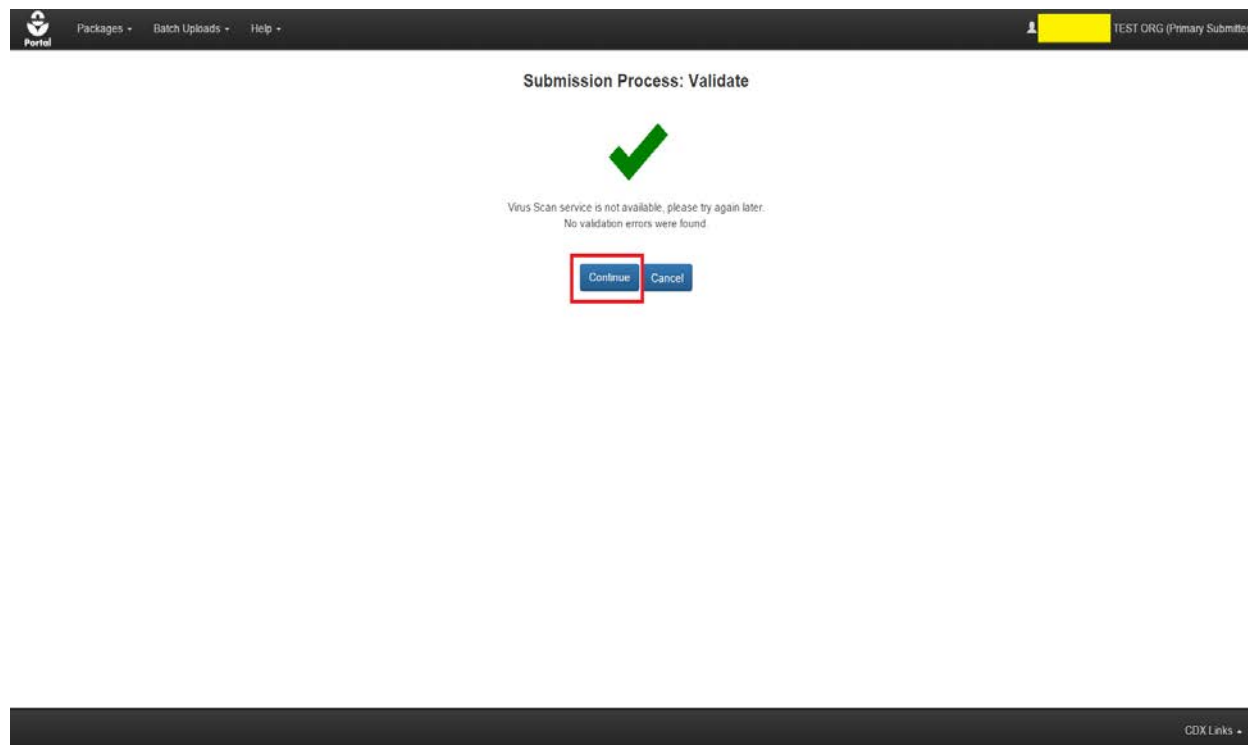 Portal
Packages
Batch Uploads
Help
TEST ORG (Primary Submitter
Submission Process: Validate
Virus Scan service is not available, please try again later.
No validation errors were found
Continue
Cancel
CDX Links